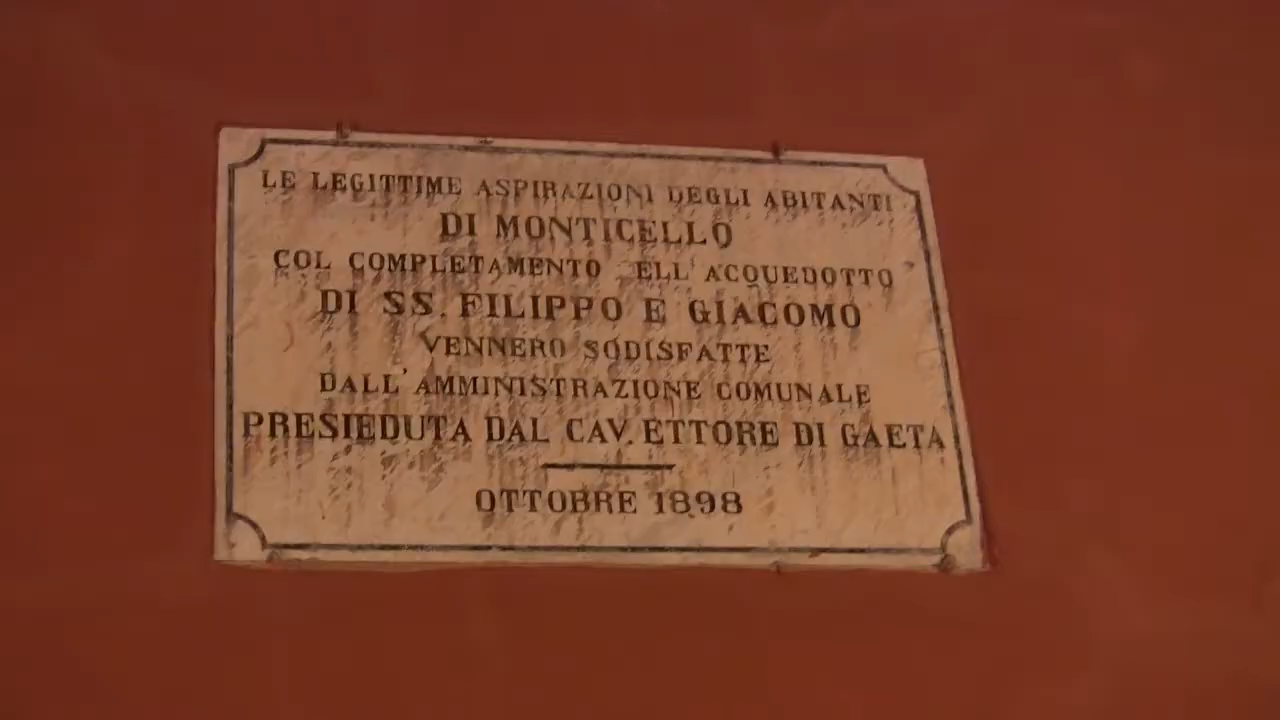 LE LEGITTIME ASPIRAZIONI DEGLI ABITANTI
DI MONTICELLO
COL COMPLETAMENTO ELL'ACQUEDOTTO
DI SS. FILIPPO E GIACOMO
VENNERO SODISFATTE
DALL'AMMINISTRAZIONE COMUNALE
PRESIEDUTA DAL CAV. ETTORE DI GAETA
OTTOBRE 1898